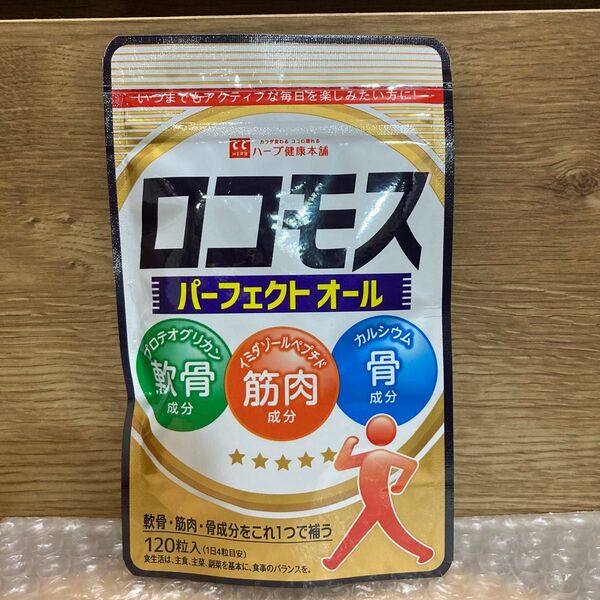 いつまでもアクティブな毎日を楽しみたい方に!
カラダ変わる ココロ晴れる
HERB
ハーブ健康本舗
ロコモス
パーフェクトオール
プロテオグリカン
軟骨
成分
イミダゾールペプチド
筋肉
成分
カルシウム
骨
成分
軟骨・筋肉・骨成分をこれ1つで補う
120粒入(1日4粒目安)
食生活は、主食、主菜、副菜を基本に、食事のバランスを。